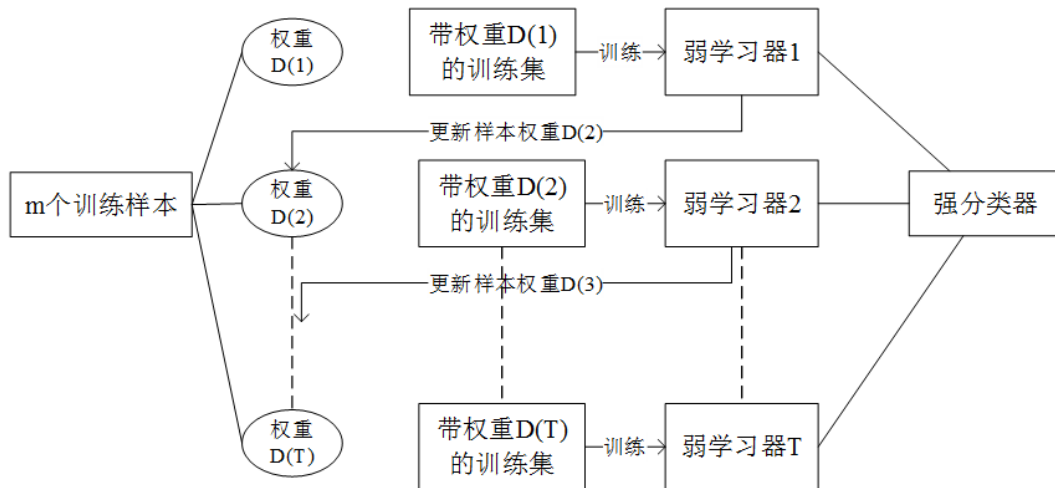 权重
D(1)
带权重D(1)
的训练集
训练
弱学习器1
更新样本权重D(2)
m个训练样本
权重
D(2)
带权重D(2)
的训练集
训练
弱学习器2
强分类器
更新样本权重D(3)
权重
D(T)
带权重D(T)
的训练集
训练
弱学习器T